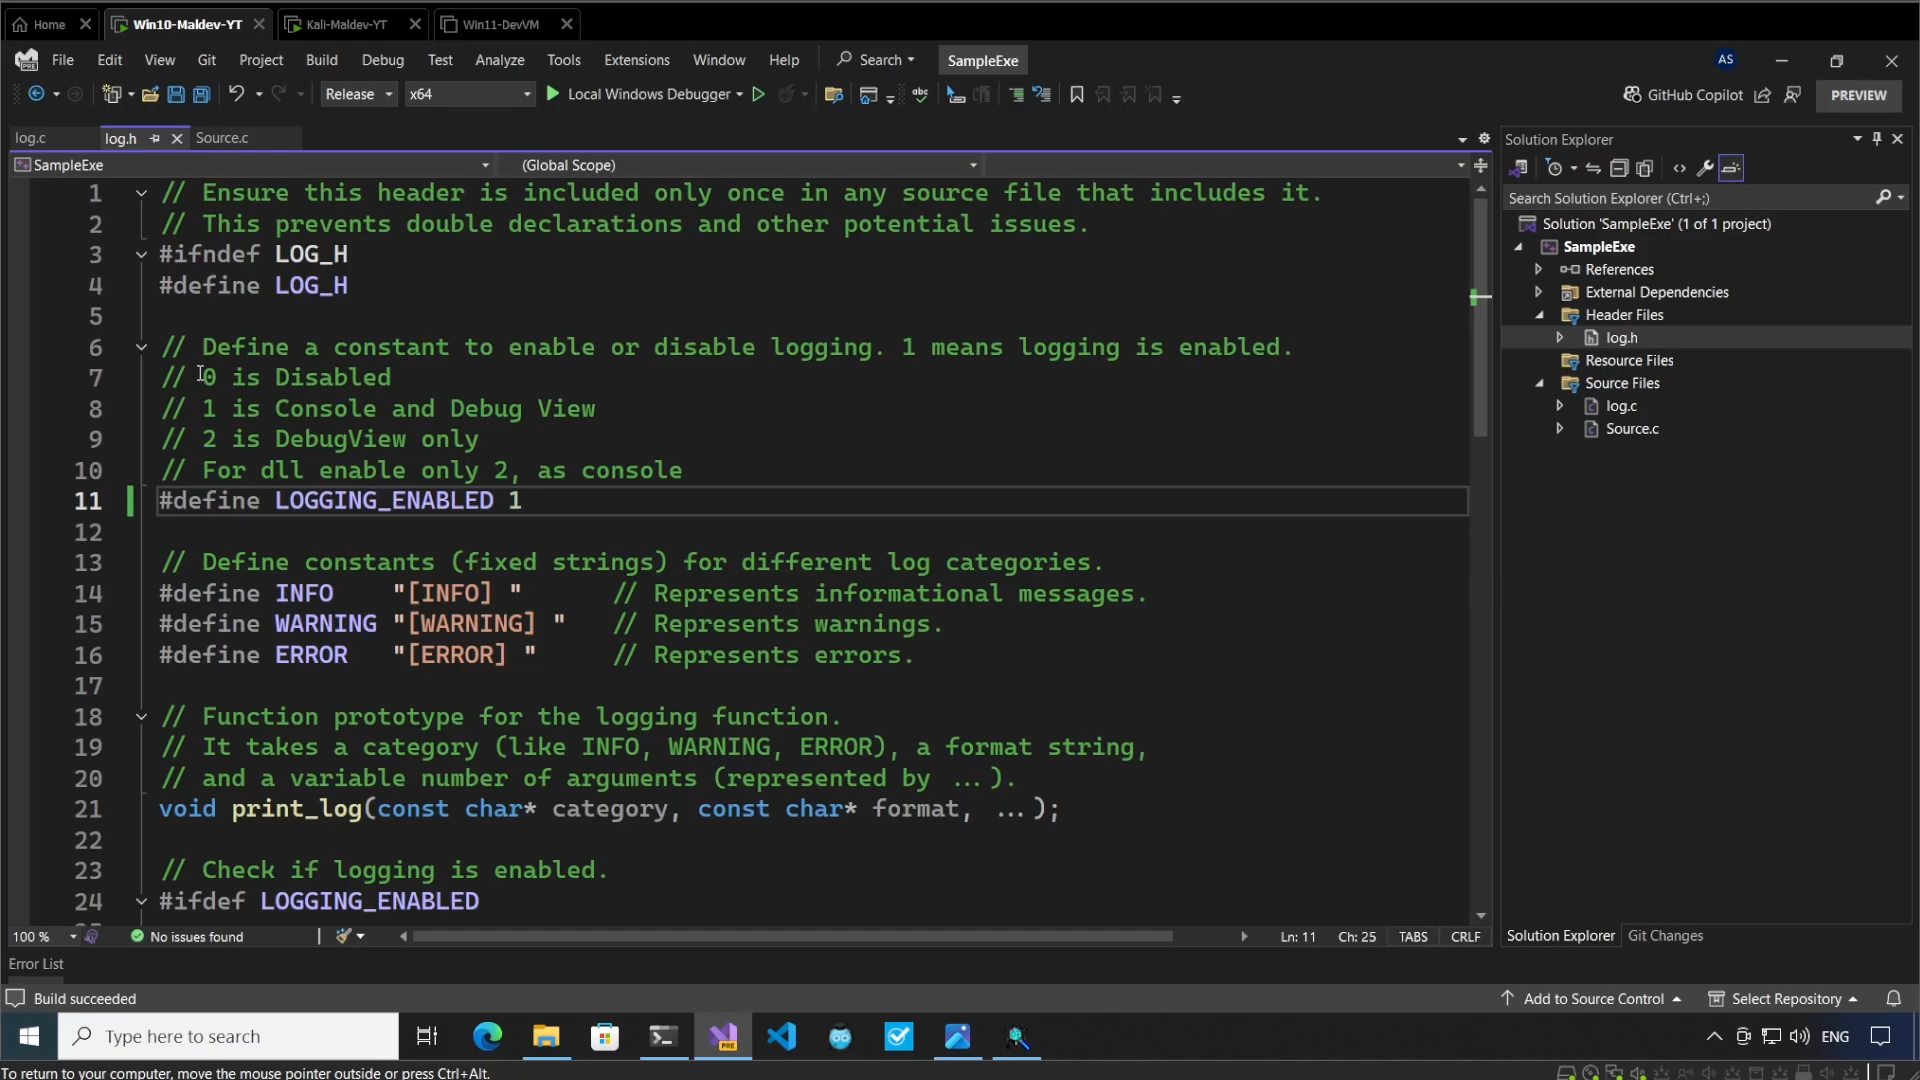 Home
Win10-Maldev-YT
Kali-Maldev-YT
Win11-DevVM
File Edit View Git Project Build Debug Test Analyze Tools Extensions Window Help Search SampleExe AS
Release x64 Local Windows Debugger GitHub Copilot PREVIEW
log.c log.h Source.c
SampleExe (Global Scope)
1 // Ensure this header is included only once in any source file that includes it.
2 // This prevents double declarations and other potential issues.
3 #ifndef LOG_H
4 #define LOG_H
5
6 // Define a constant to enable or disable logging. 1 means logging is enabled.
7 // 0 is Disabled
8 // 1 is Console and Debug View
9 // 2 is DebugView only
10 // For dll enable only 2, as console
11 #define LOGGING_ENABLED 1
12
13 // Define constants (fixed strings) for different log categories.
14 #define INFO    "[INFO] "      // Represents informational messages.
15 #define WARNING "[WARNING] "   // Represents warnings.
16 #define ERROR   "[ERROR] "     // Represents errors.
17
18 // Function prototype for the logging function.
19 // It takes a category (like INFO, WARNING, ERROR), a format string,
20 // and a variable number of arguments (represented by ...).
21 void print_log(const char* category, const char* format, ...);
22
23 // Check if logging is enabled.
24 #ifdef LOGGING_ENABLED
100 % No issues found Ln: 11 Ch: 25 TABS CRLF
Solution Explorer
Search Solution Explorer (Ctrl+;)
Solution 'SampleExe' (1 of 1 project)
SampleExe
References
External Dependencies
Header Files
log.h
Resource Files
Source Files
log.c
Source.c
Solution Explorer Git Changes
Error List
Build succeeded Add to Source Control Select Repository
Type here to search
PRE
ENG
To return to your computer, move the mouse pointer outside or press Ctrl+Alt.